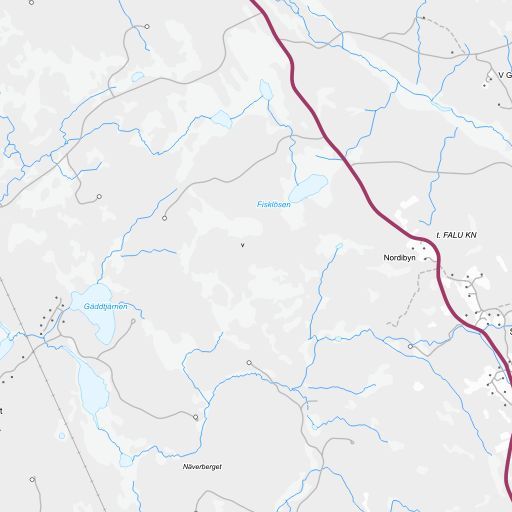 V G
Fisklösen
t. FALU KN
v
Nordibyn
Gäddtjärnen
S
t
Näverberget